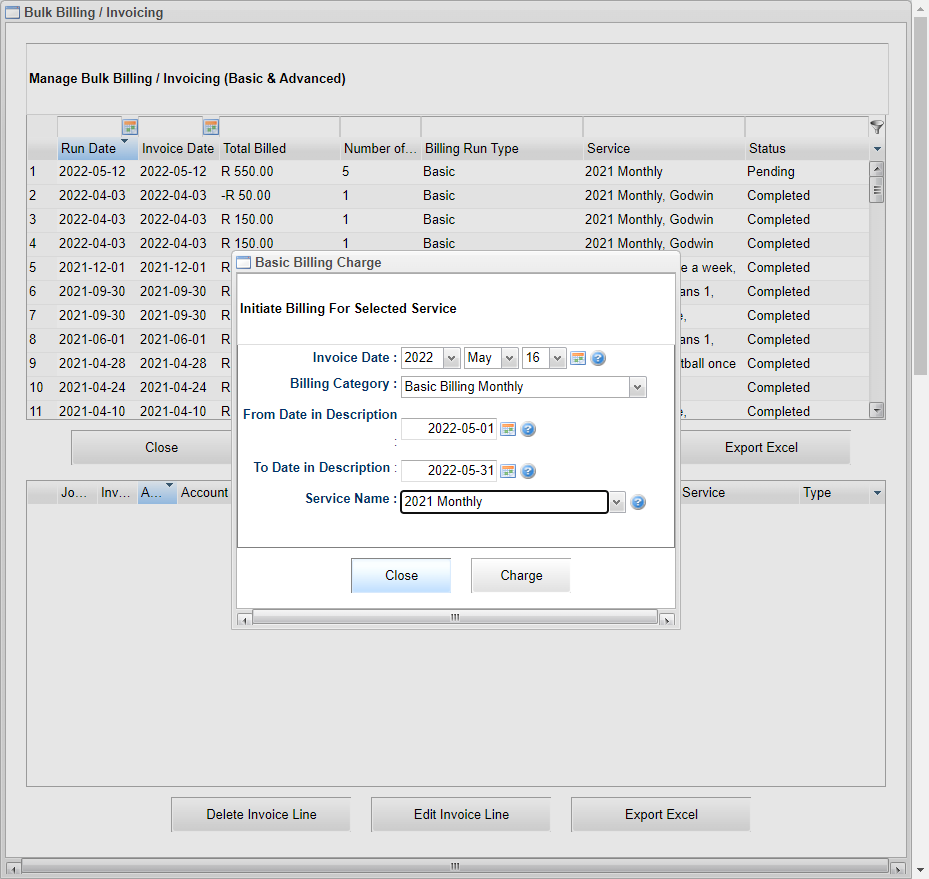 Bulk Billing / Invoicing
Manage Bulk Billing / Invoicing (Basic & Advanced)
Run Date Invoice Date Total Billed Number of... Billing Run Type Service Status
1 2022-05-12 2022-05-12 R 550.00 5 Basic 2021 Monthly Pending
2 2022-04-03 2022-04-03 -R 50.00 1 Basic 2021 Monthly, Godwin Completed
3 2022-04-03 2022-04-03 R 150.00 1 Basic 2021 Monthly, Godwin Completed
4 2022-04-03 2022-04-03 R 150.00 1 Basic 2021 Monthly, Godwin Completed
5 2021-12-01 2021-12-01 R e a week, Completed
6 2021-09-30 2021-09-30 R ans 1, Completed
7 2021-09-30 2021-09-30 R e, Completed
8 2021-06-01 2021-06-01 R ans 1, Completed
9 2021-04-28 2021-04-28 R tball once Completed
10 2021-04-24 2021-04-24 R Completed
11 2021-04-10 2021-04-10 R e, Completed
Close Export Excel
Jo... Inv... A... Account Service Type
Basic Billing Charge
Initiate Billing For Selected Service
Invoice Date : 2022 May 16
Billing Category : Basic Billing Monthly
From Date in Description
: 2022-05-01
To Date in Description : 2022-05-31
Service Name : 2021 Monthly
Close Charge
Delete Invoice Line Edit Invoice Line Export Excel